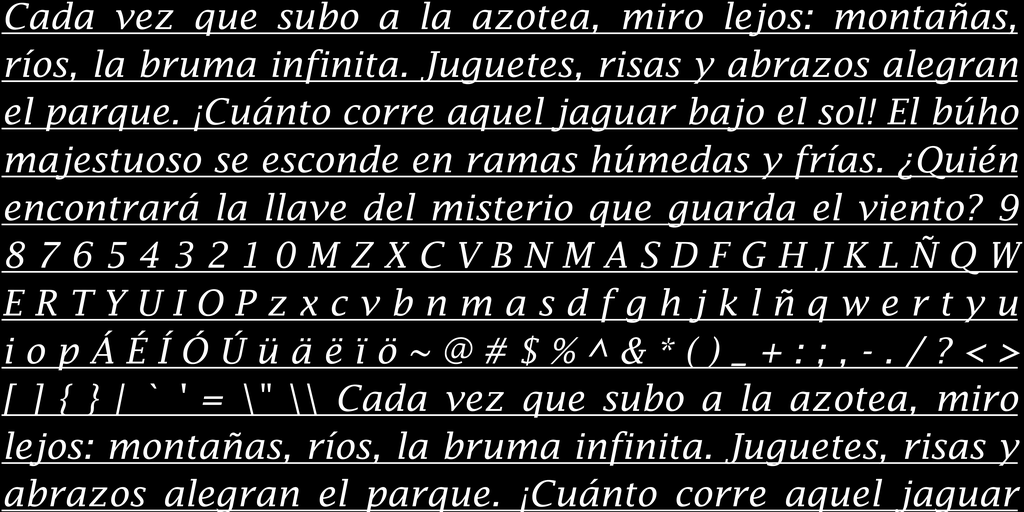 Cada vez que subo a la azotea, miro lejos: montañas,
ríos, la bruma infinita. Juguetes, risas y abrazos alegran
el parque. ¡Cuánto corre aquel jaguar bajo el sol! El búho
majestuoso se esconde en ramas húmedas y frías. ¿Quién
encontrará la llave del misterio que guarda el viento? 9
8 7 6 5 4 3 2 1 0 M Z X C V B N M A S D F G H J K L Ñ Q W
E R T Y U I O P z x c v b n m a s d f g h j k l ñ q w e r t y u
i o p Á É Í Ó Ú ü ä ë ï ö ~ @ # $ % ^ & * ( ) _ + : ; , - . / ? < >
[ ] { } | ` ' = \" \\ Cada vez que subo a la azotea, miro
lejos: montañas, ríos, la bruma infinita. Juguetes, risas y
abrazos alegran el parque. ¡Cuánto corre aquel jaguar